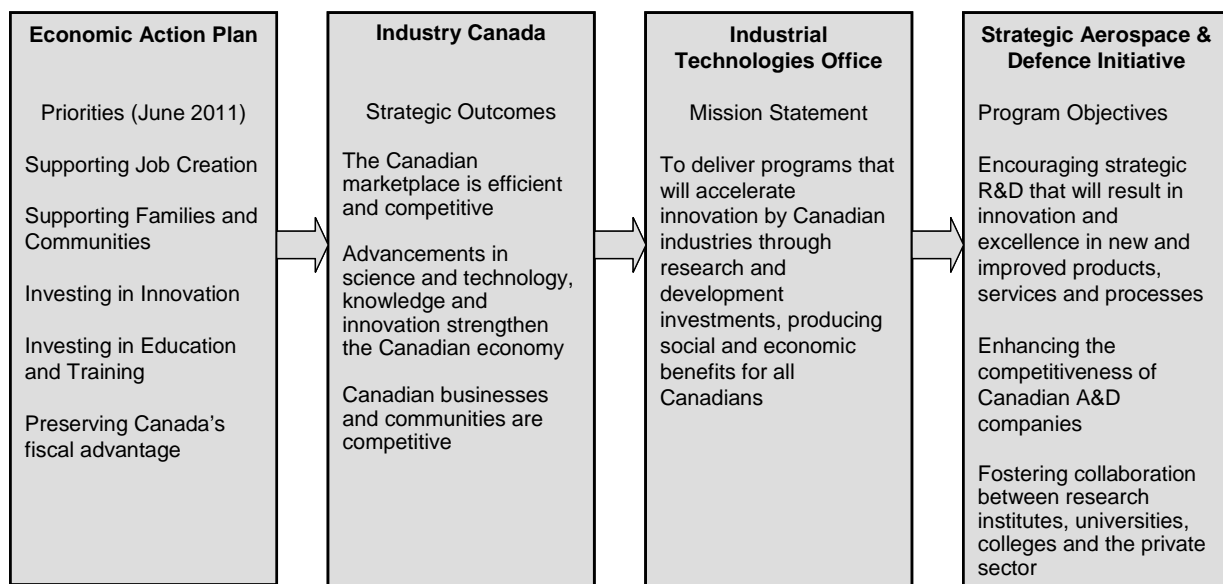 Economic Action Plan
Priorities (June 2011)
Supporting Job Creation
Supporting Families and
Communities
Investing in Innovation
Investing in Education
and Training
Preserving Canada’s
fiscal advantage
Industry Canada
Strategic Outcomes
The Canadian
marketplace is efficient
and competitive
Advancements in
science and technology,
knowledge and
innovation strengthen
the Canadian economy
Canadian businesses
and communities are
competitive
Industrial
Technologies Office
Mission Statement
To deliver programs that
will accelerate
innovation by Canadian
industries through
research and
development
investments, producing
social and economic
benefits for all
Canadians
Strategic Aerospace &
Defence Initiative
Program Objectives
Encouraging strategic
R&D that will result in
innovation and
excellence in new and
improved products,
services and processes
Enhancing the
competitiveness of
Canadian A&D
companies
Fostering collaboration
between research
institutes, universities,
colleges and the private
sector